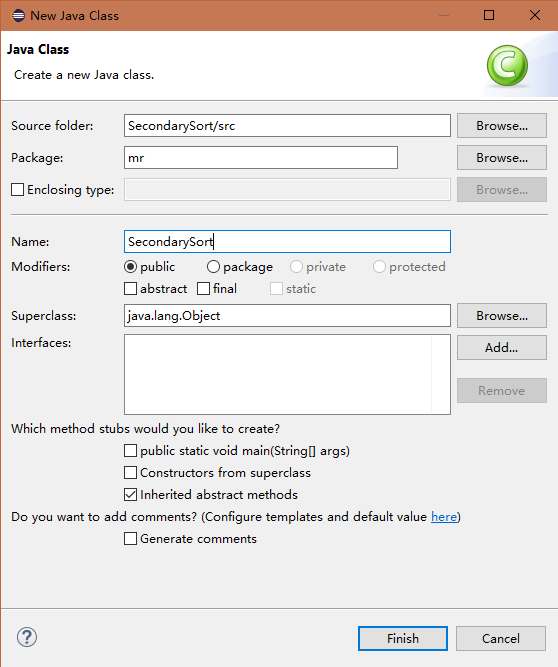 New Java Class
Java Class
Create a new Java class.
C
Source folder: SecondarySort/src Browse...
Package: mr Browse...
Enclosing type: Browse...
Name: SecondarySort
Modifiers: public package private protected
abstract final static
Superclass: java.lang.Object Browse...
Interfaces: Add...
Remove
Which method stubs would you like to create?
public static void main(String[] args)
Constructors from superclass
Inherited abstract methods
Do you want to add comments? (Configure templates and default value here)
Generate comments
? Finish Cancel